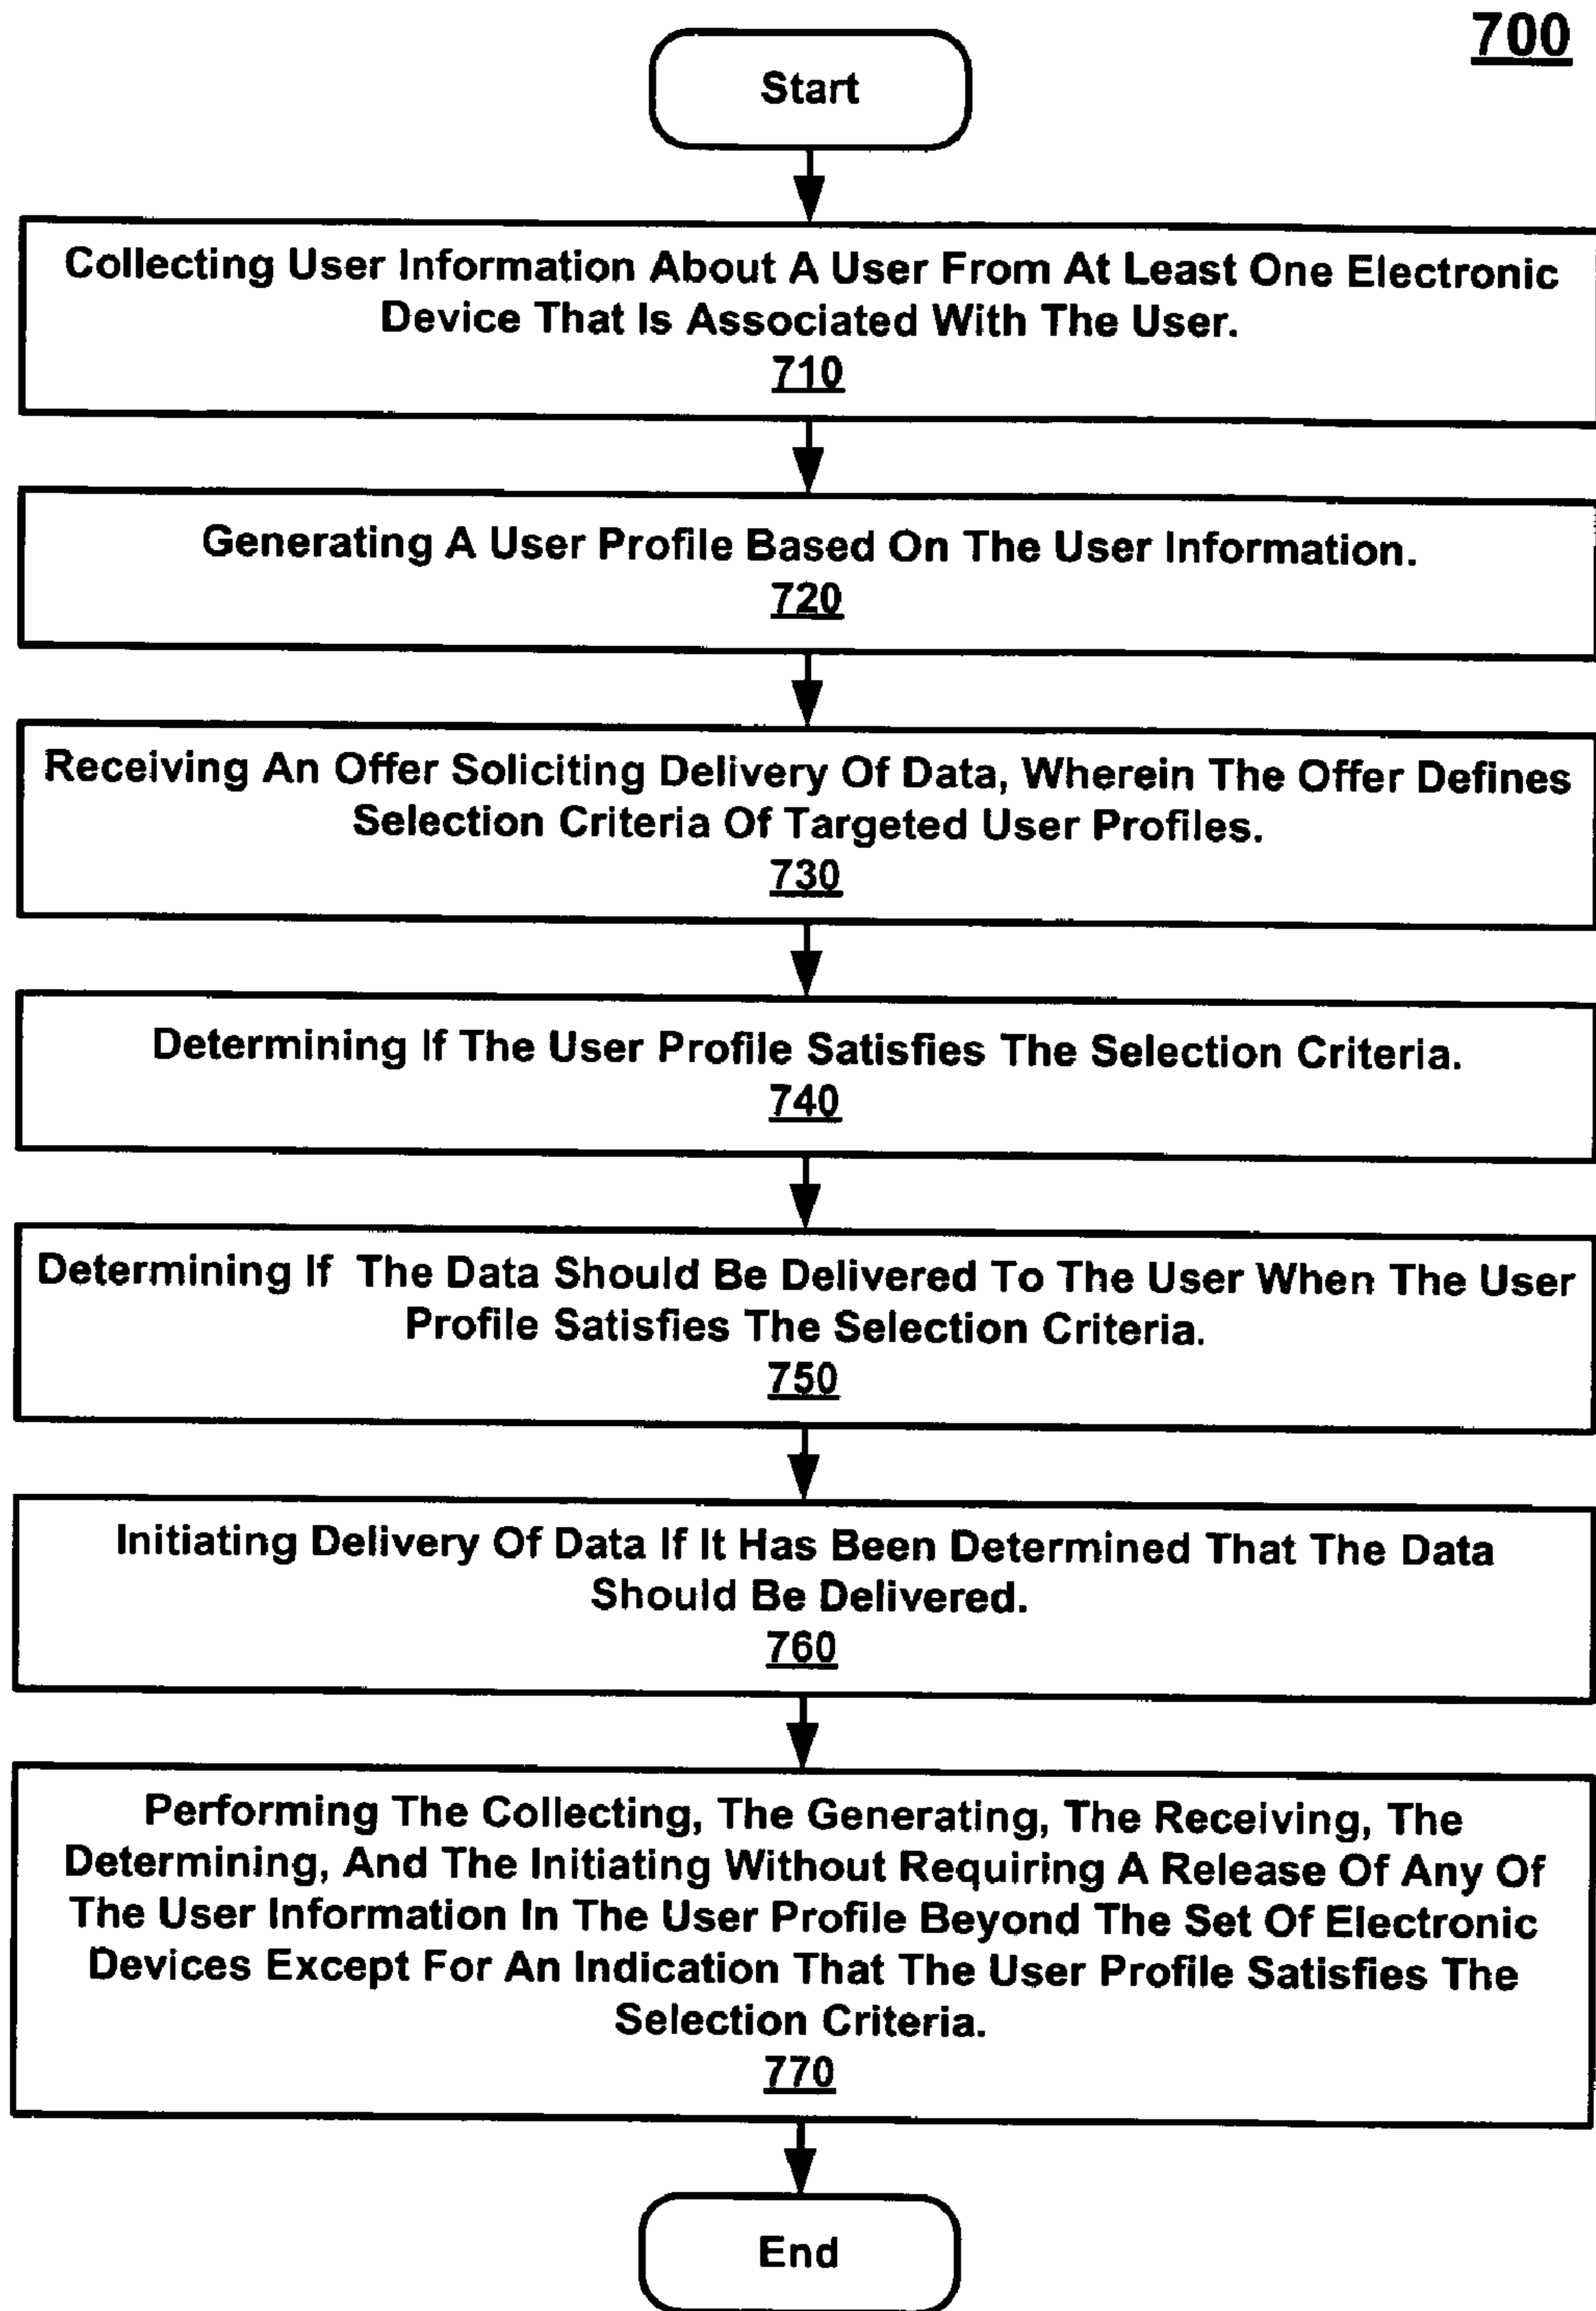 700
Start
Collecting User Information About A User From At Least One Electronic
Device That Is Associated With The User.
710
Generating A User Profile Based On The User Information.
720
Receiving An Offer Soliciting Delivery Of Data, Wherein The Offer Defines
Selection Criteria Of Targeted User Profiles.
730
Determining If The User Profile Satisfies The Selection Criteria.
740
Determining If The Data Should Be Delivered To The User When The User
Profile Satisfies The Selection Criteria.
750
Initiating Delivery Of Data If It Has Been Determined That The Data
Should Be Delivered.
760
Performing The Collecting, The Generating, The Receiving, The
Determining, And The Initiating Without Requiring A Release Of Any Of
The User Information In The User Profile Beyond The Set Of Electronic
Devices Except For An Indication That The User Profile Satisfies The
Selection Criteria.
770
End